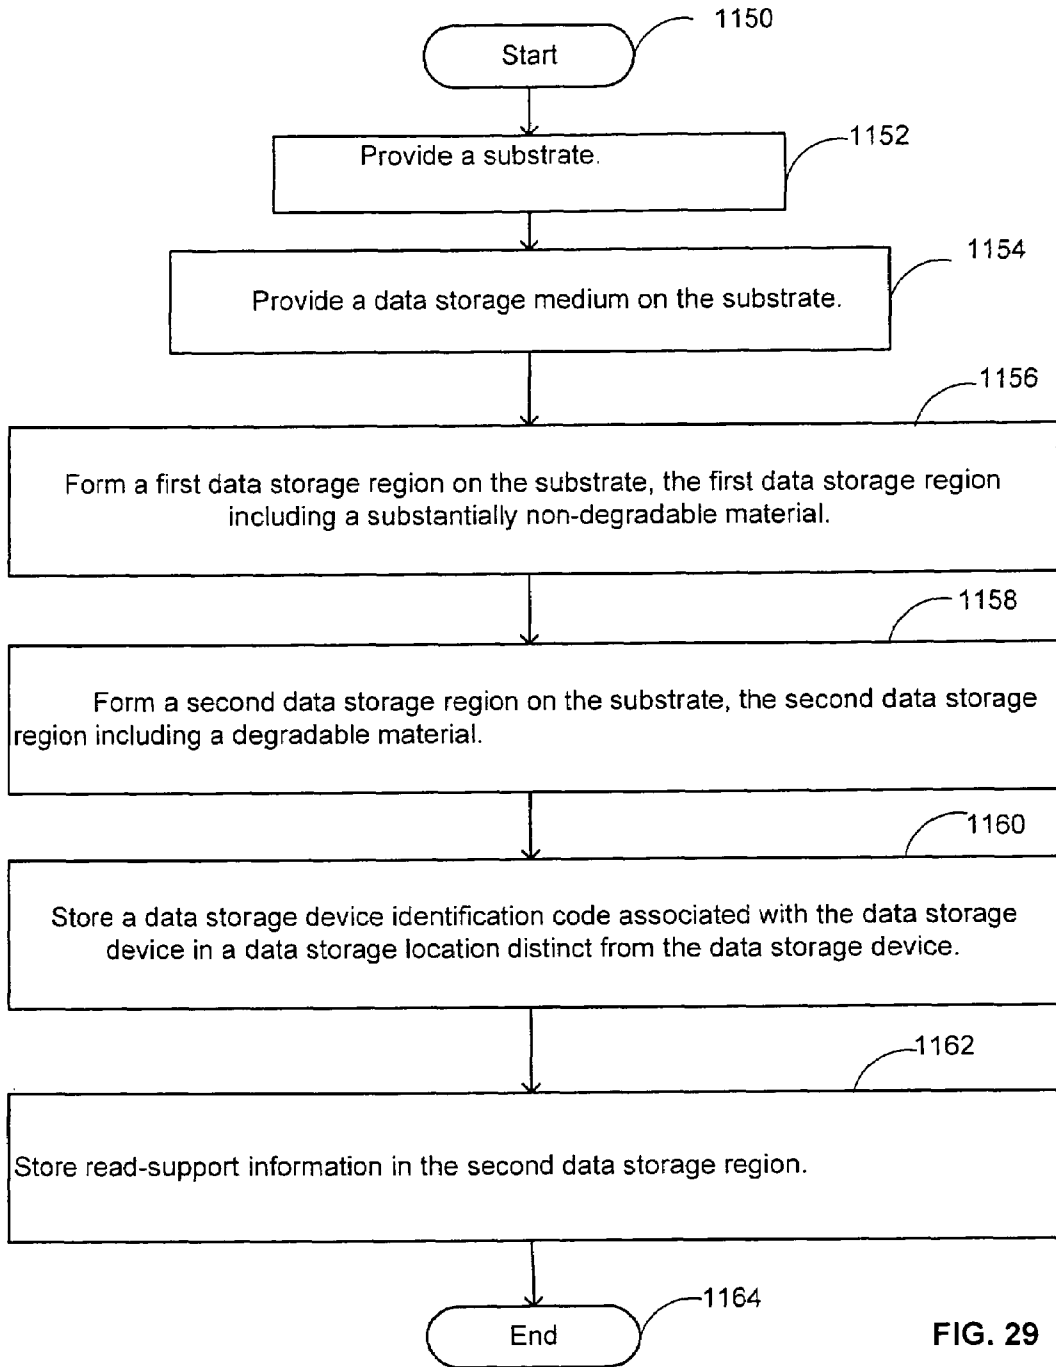 1150
Start
1152
Provide a substrate.
1154
Provide a data storage medium on the substrate.
1156
Form a first data storage region on the substrate, the first data storage region
including a substantially non-degradable material.
1158
Form a second data storage region on the substrate, the second data storage
region including a degradable material.
1160
Store a data storage device identification code associated with the data storage
device in a data storage location distinct from the data storage device.
1162
Store read-support information in the second data storage region.
1164
End
FIG. 29